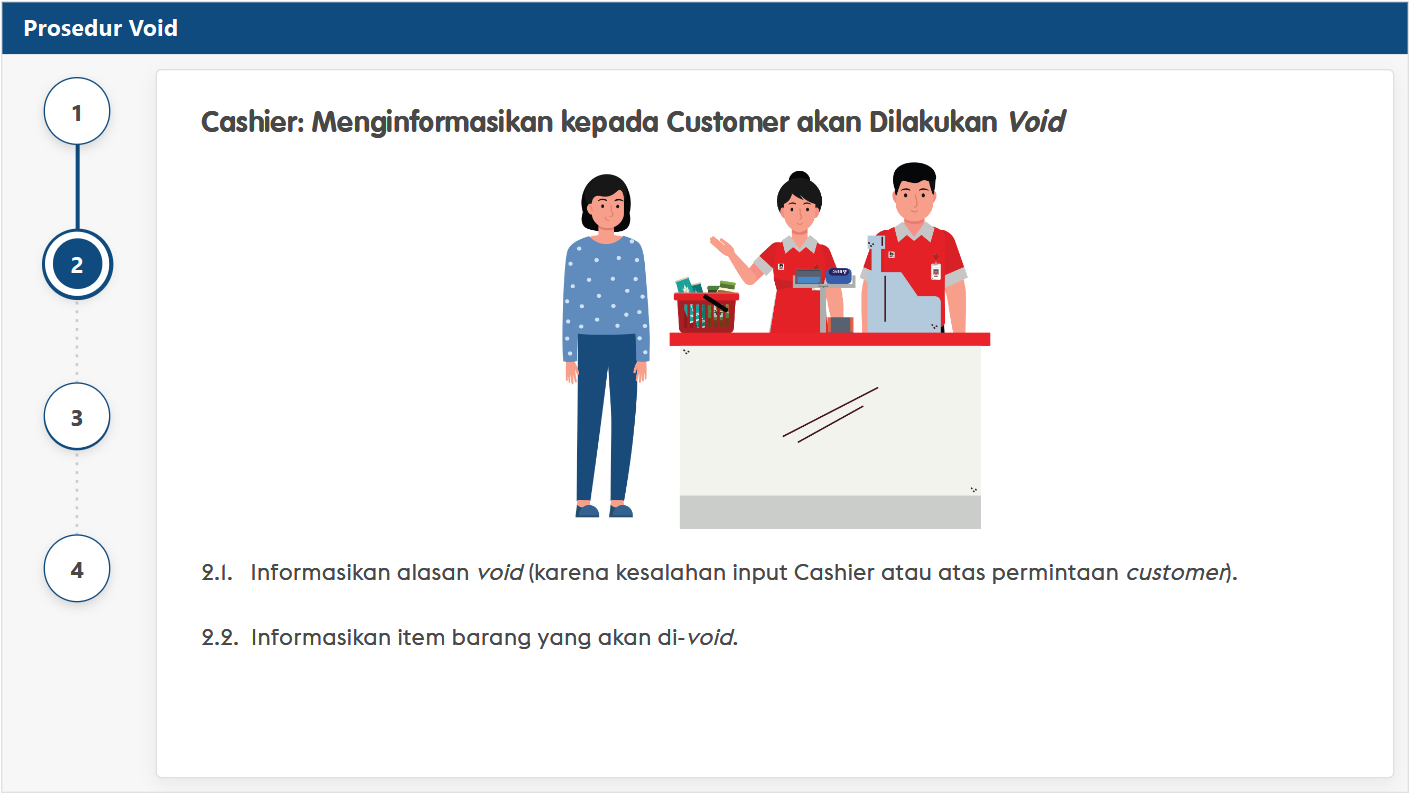 Prosedur Void
1
Cashier: Menginformasikan kepada Customer akan Dilakukan Void
2
3
4
2.1. Informasikan alasan void (karena kesalahan input Cashier atau atas permintaan customer).
2.2. Informasikan item barang yang akan di-void.